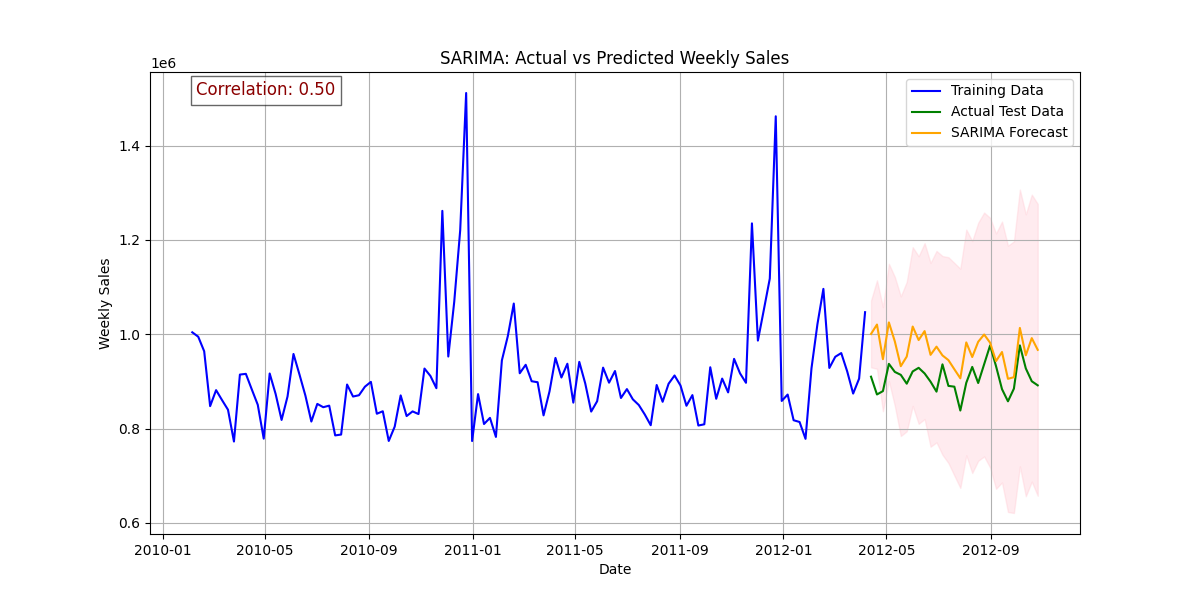 SARIMA: Actual vs Predicted Weekly Sales
1e6
Correlation: 0.50
Training Data
Actual Test Data
SARIMA Forecast
1.4
1.2
1.0
0.8
0.6
Weekly Sales
2010-01 2010-05 2010-09 2011-01 2011-05 2011-09 2012-01 2012-05 2012-09
Date